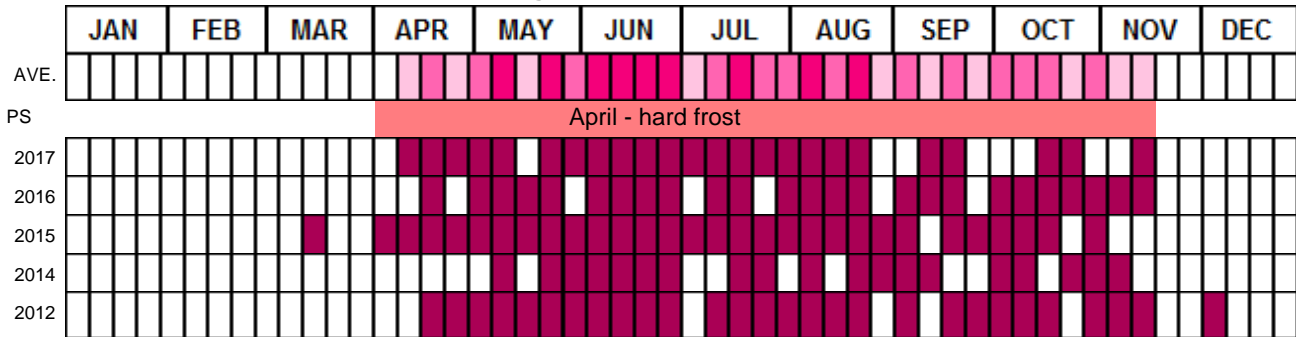 JAN FEB MAR APR MAY JUN JUL AUG SEP OCT NOV DEC
AVE.
PS April - hard frost
2017
2016
2015
2014
2012